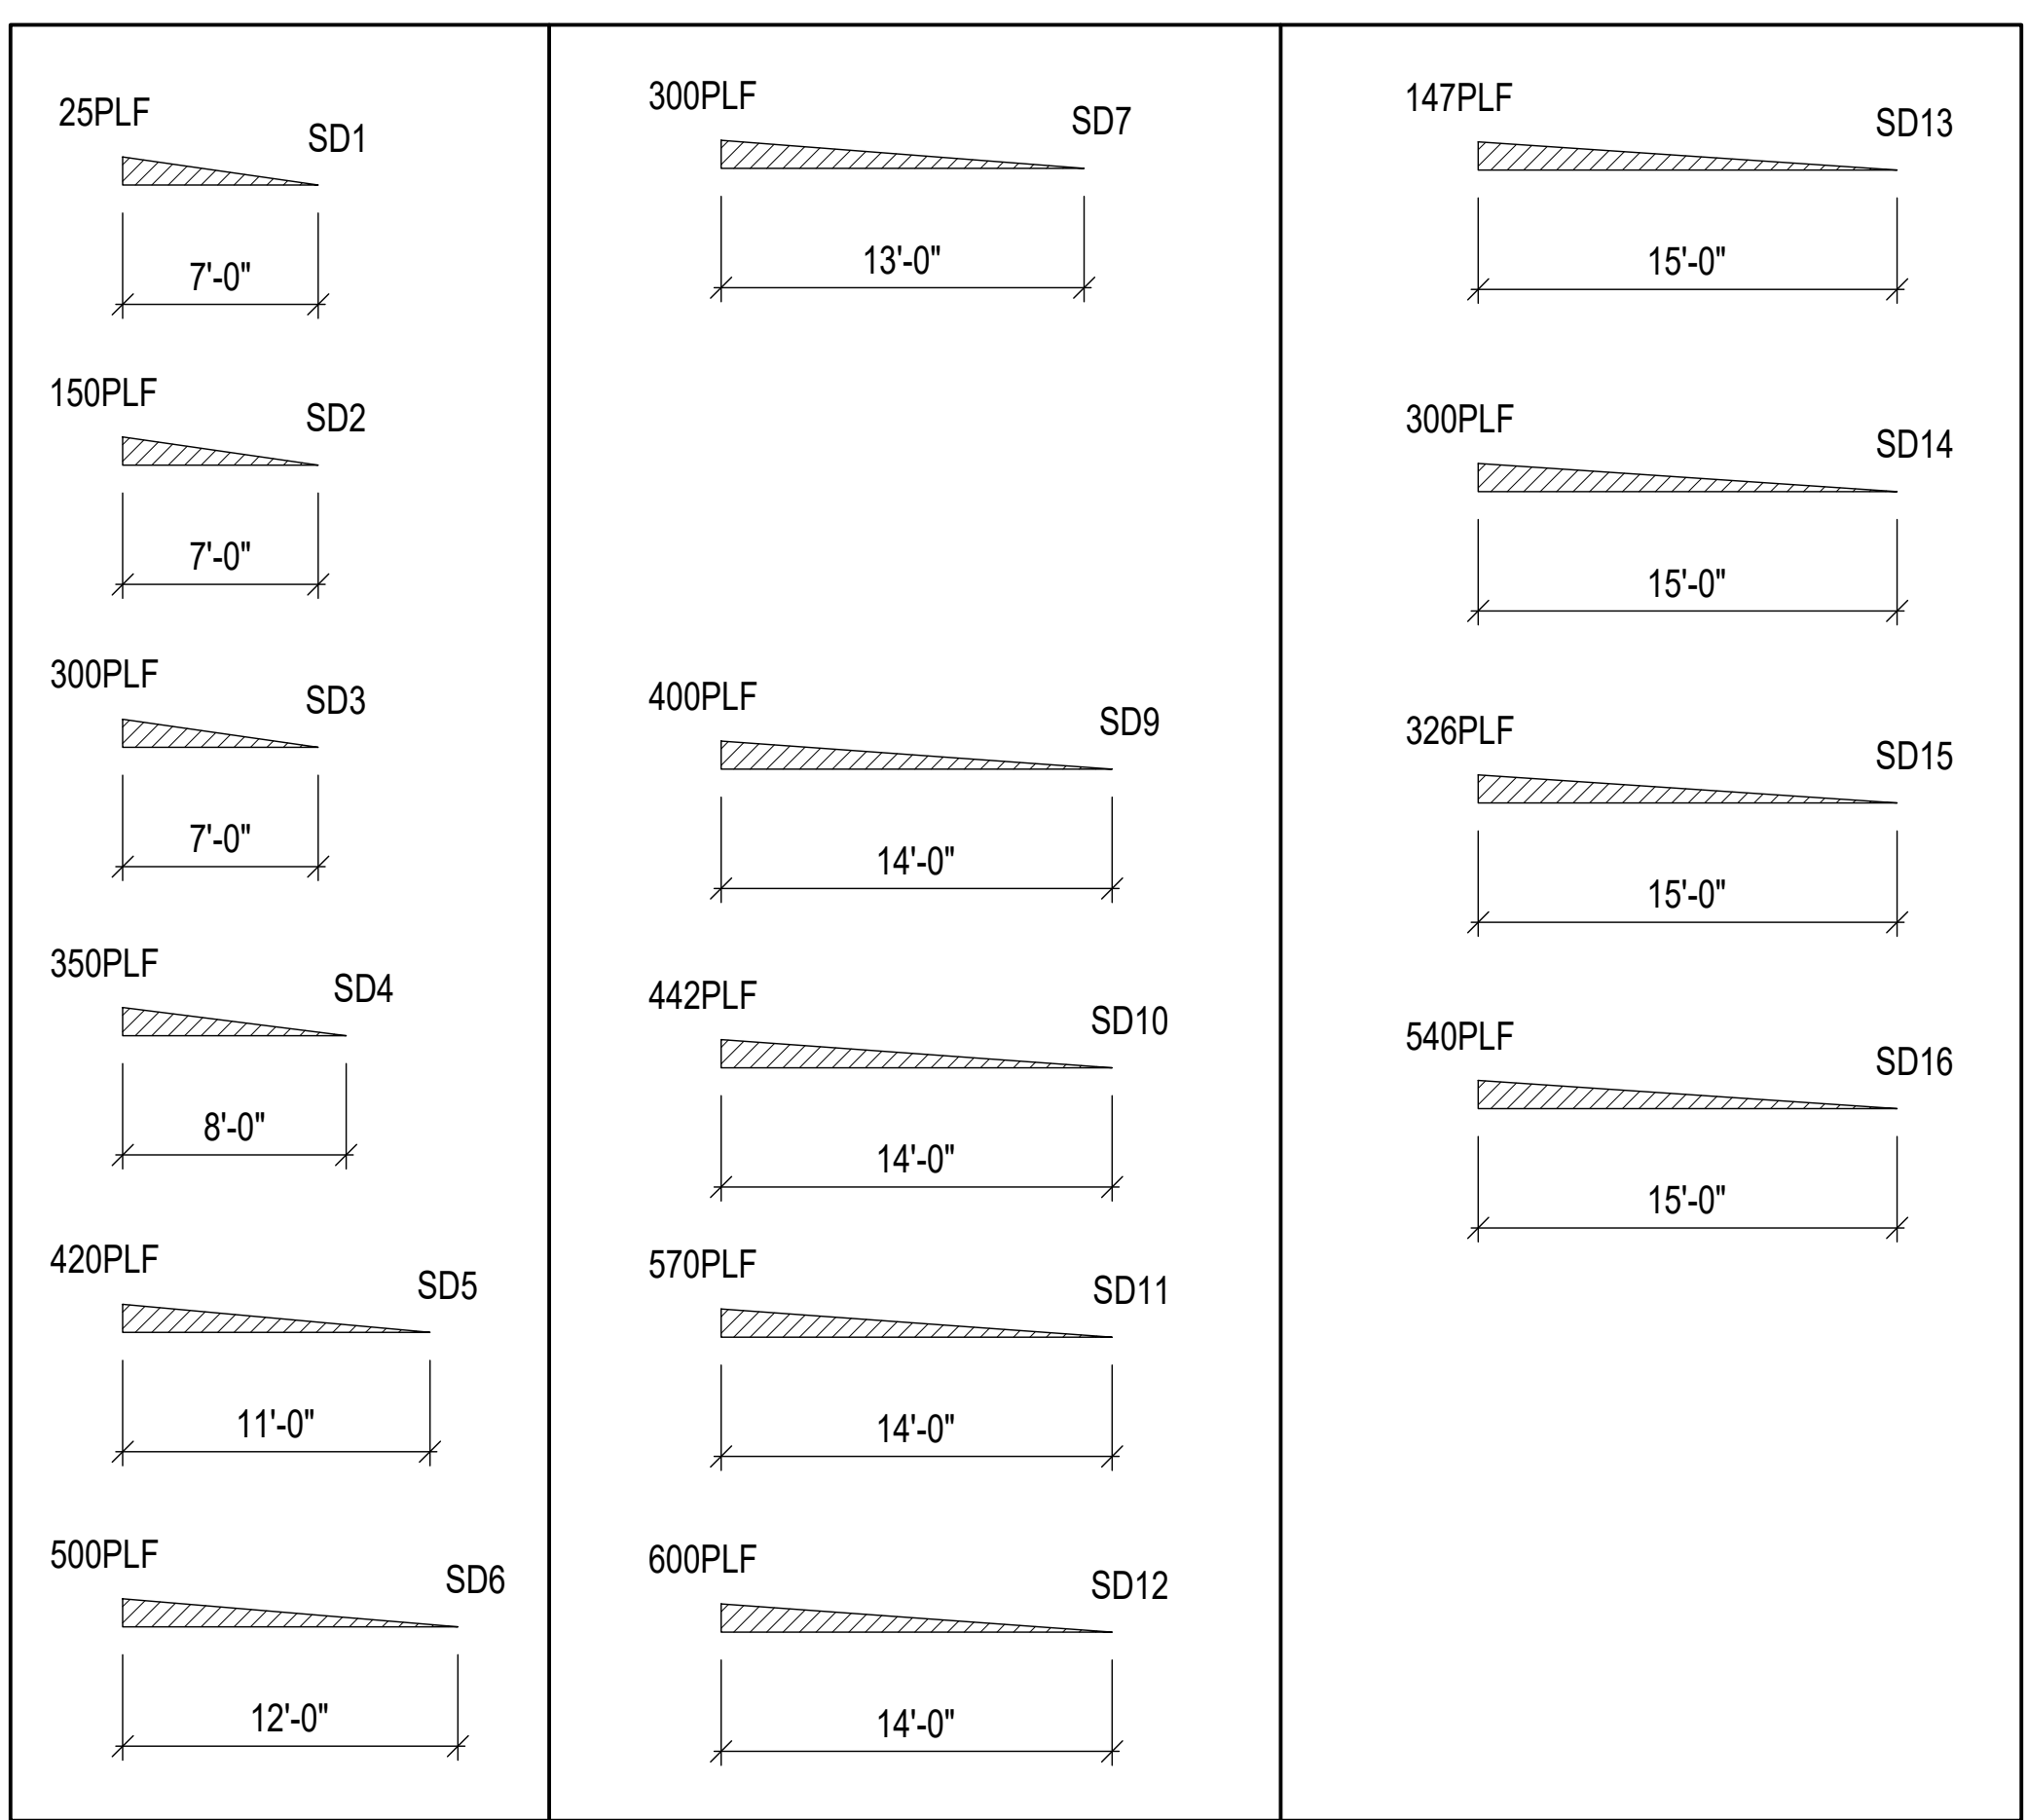 25PLF
SD1
7'-0"
150PLF
SD2
7'-0"
300PLF
SD3
7'-0"
350PLF
SD4
8'-0"
420PLF
SD5
11'-0"
500PLF
SD6
12'-0"
300PLF
SD7
13'-0"
400PLF
SD9
14'-0"
442PLF
SD10
14'-0"
570PLF
SD11
14'-0"
600PLF
SD12
14'-0"
147PLF
SD13
15'-0"
300PLF
SD14
15'-0"
326PLF
SD15
15'-0"
540PLF
SD16
15'-0"